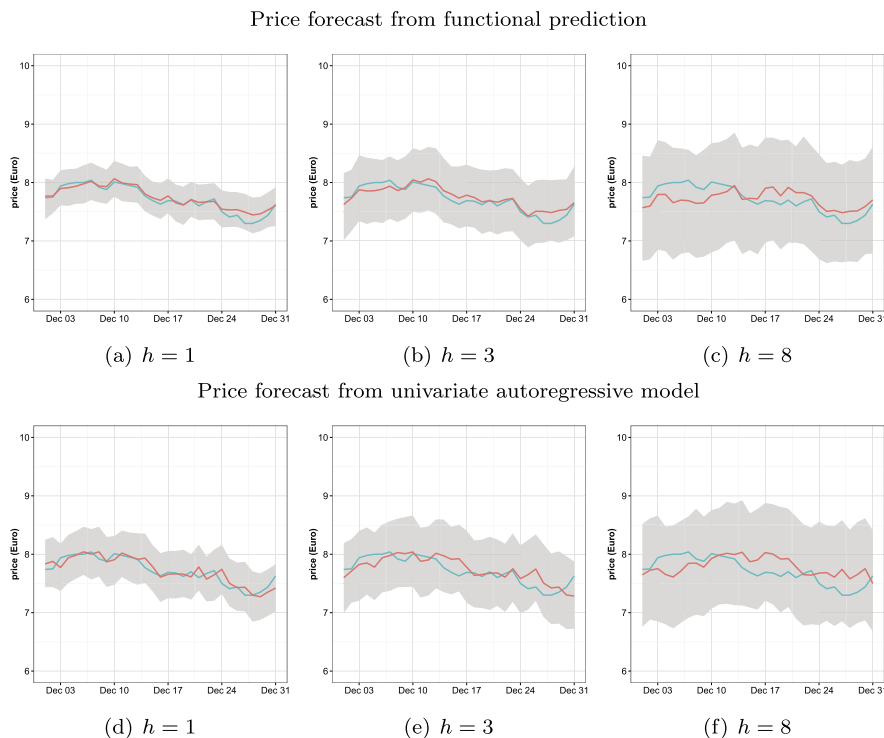 Price forecast from functional prediction
10
9
8
7
6
price (Euro)
Dec 03 Dec 10 Dec 17 Dec 24 Dec 31
10
9
8
7
6
price (Euro)
Dec 03 Dec 10 Dec 17 Dec 24 Dec 31
10
9
8
7
6
price (Euro)
Dec 03 Dec 10 Dec 17 Dec 24 Dec 31
(a) h = 1
(b) h = 3
(c) h = 8
Price forecast from univariate autoregressive model
10
9
8
7
6
price (Euro)
Dec 03 Dec 10 Dec 17 Dec 24 Dec 31
10
9
8
7
6
price (Euro)
Dec 03 Dec 10 Dec 17 Dec 24 Dec 31
10
9
8
7
6
price (Euro)
Dec 03 Dec 10 Dec 17 Dec 24 Dec 31
(d) h = 1
(e) h = 3
(f) h = 8